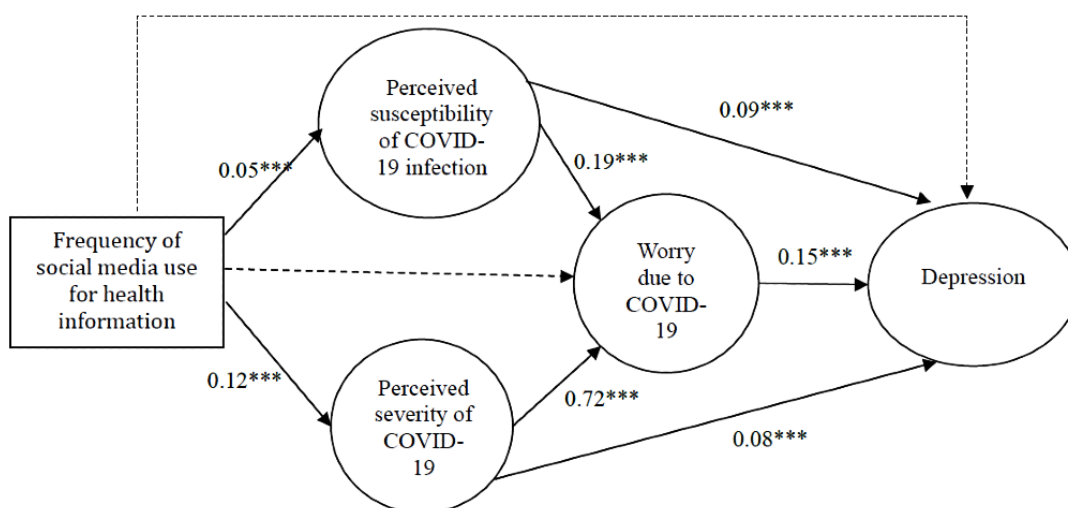 Perceived
susceptibility
of COVID-
19 infection
0.09***
0.05***
0.19***
Frequency of
social media use
for health
information
Worry
due to
COVID-
19
0.15***
Depression
0.12***
Perceived
severity of
COVID-
19
0.72***
0.08***